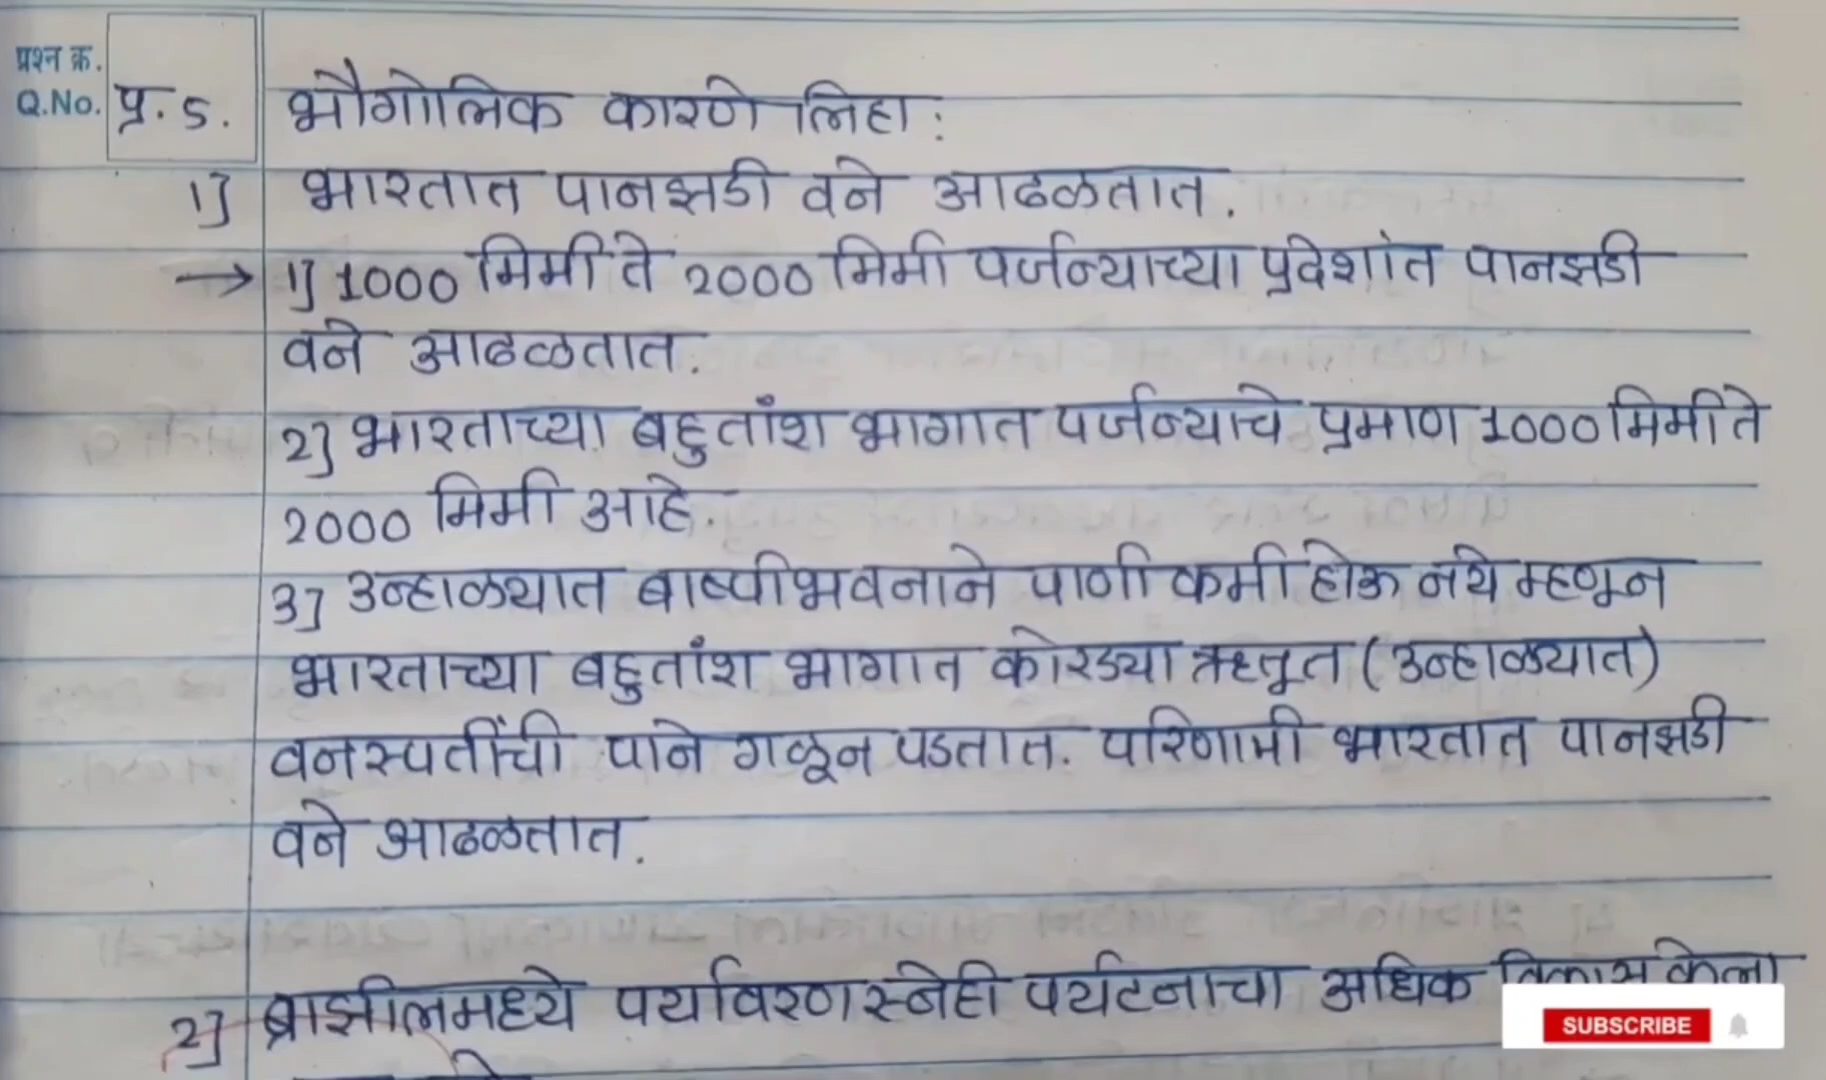 प्रश्न क्र.
Q.No. प्र. 5. भौगोलिक कारणे लिहा :
1] भारतात पानझडी वने आढळतात.
→ 1] 1000 मिमी ते 2000 मिमी पर्जन्याच्या प्रदेशांत पानझडी
वने आढळतात.
2] भारताच्या बहुतांश भागात पर्जन्याचे प्रमाण 1000 मिमी ते
2000 मिमी आहे.
3] उन्हाळ्यात बाष्पीभवनाने पाणी कमी होऊ नये म्हणून
भारताच्या बहुतांश भागात कोरड्या ऋतूत (उन्हाळ्यात)
वनस्पतींची पाने गळून पडतात. परिणामी भारतात पानझडी
वने आढळतात.
2] ब्राझीलमध्ये पर्यावरणस्नेही पर्यटनाचा अधिक विकास केला
SUBSCRIBE